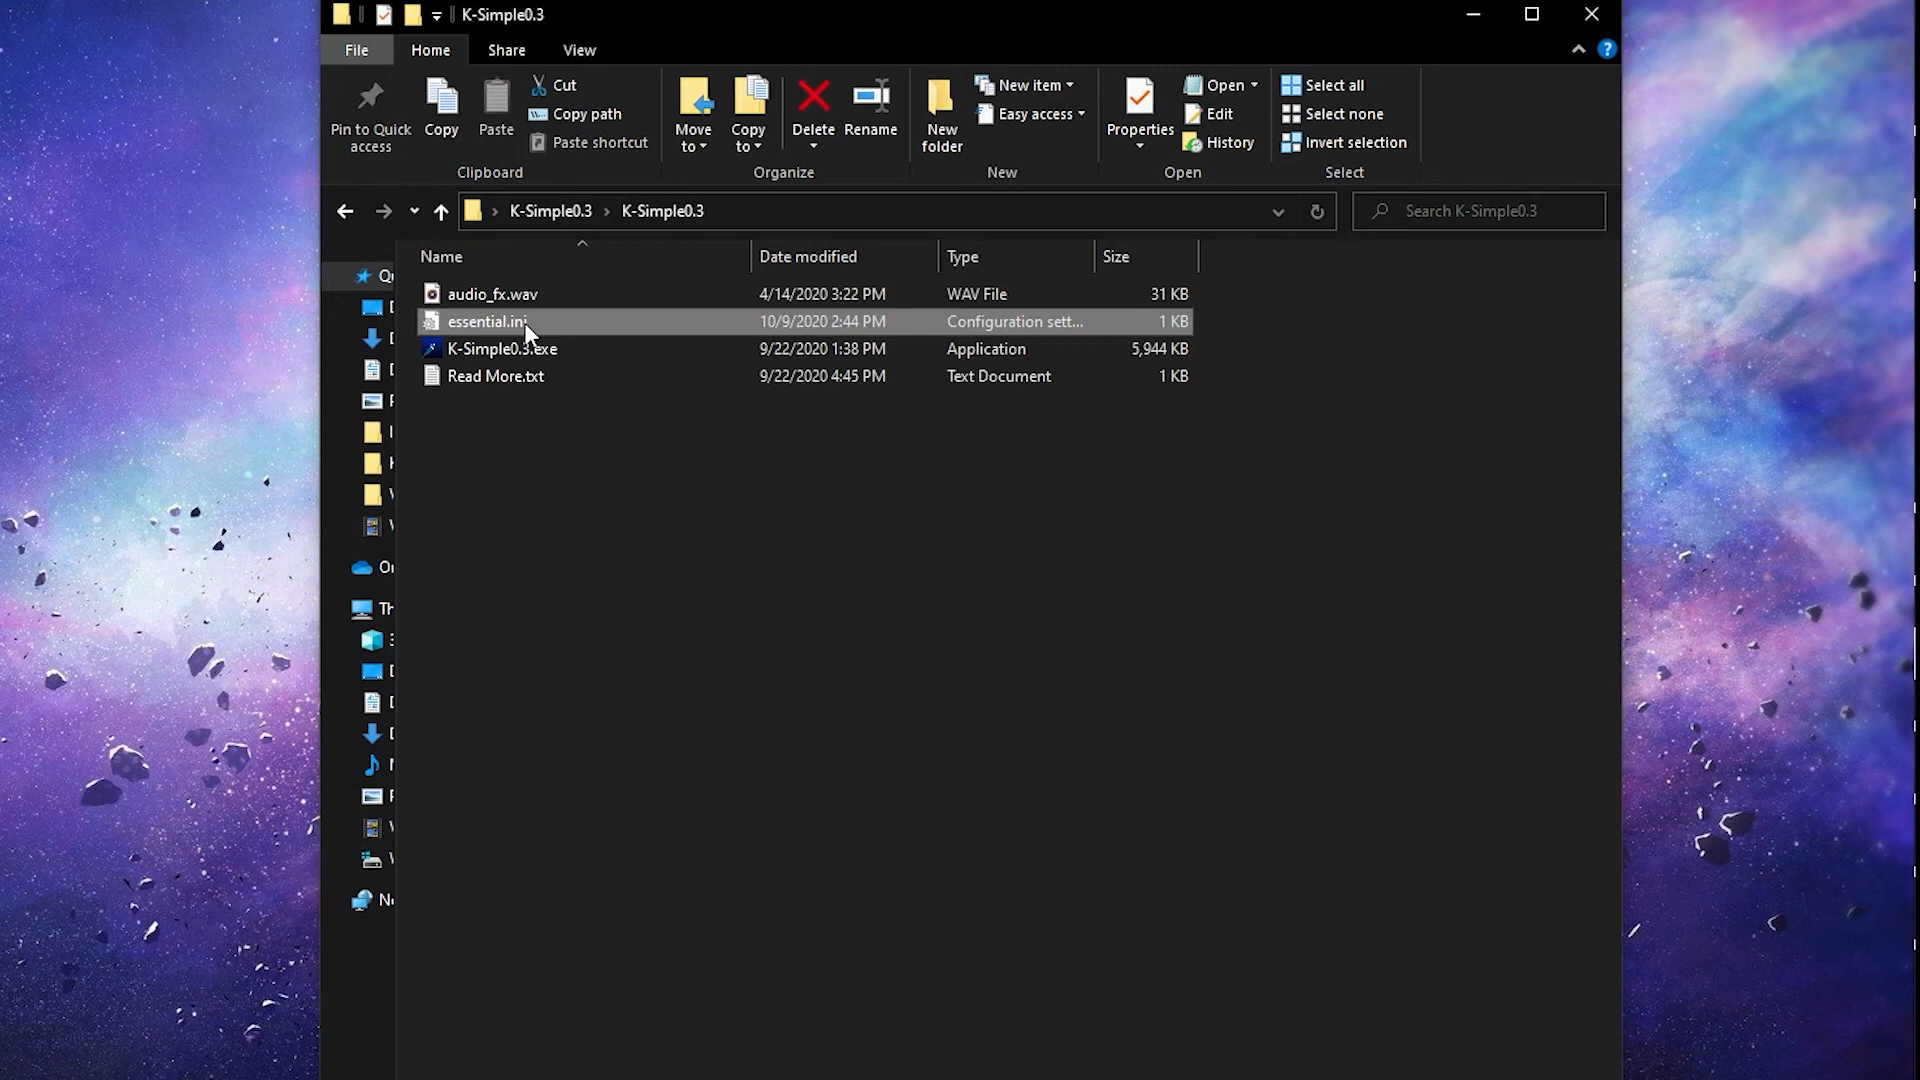 K-Simple0.3
File Home Share View
Pin to Quick access
Copy
Paste
Cut
Copy path
Paste shortcut
Clipboard
Move to
Copy to
Delete
Rename
Organize
New folder
New item
Easy access
New
Properties
Open
Edit
History
Open
Select all
Select none
Invert selection
Select
K-Simple0.3 › K-Simple0.3
Search K-Simple0.3
Name Date modified Type Size
audio_fx.wav 4/14/2020 3:22 PM WAV File 31 KB
essential.ini 10/9/2020 2:44 PM Configuration sett... 1 KB
K-Simple0.3.exe 9/22/2020 1:38 PM Application 5,944 KB
Read More.txt 9/22/2020 4:45 PM Text Document 1 KB